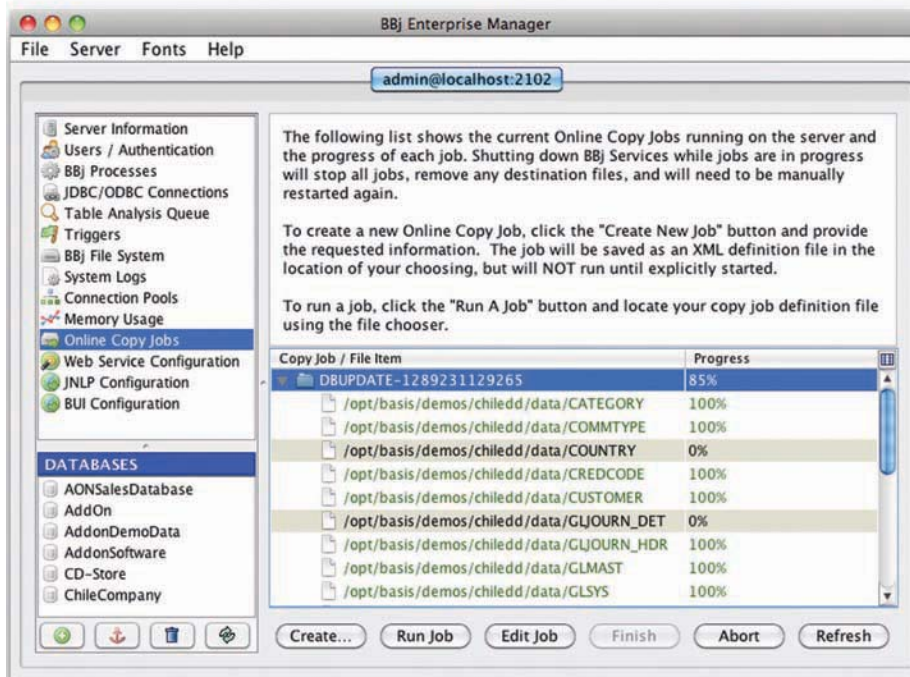 BBj Enterprise Manager
File Server Fonts Help
admin@localhost:2102
Server Information
Users / Authentication
BBj Processes
JDBC/ODBC Connections
Table Analysis Queue
Triggers
BBj File System
System Logs
Connection Pools
Memory Usage
Online Copy Jobs
Web Service Configuration
JNLP Configuration
BUI Configuration
DATABASES
AONSalesDatabase
AddOn
AddonDemoData
AddonSoftware
CD-Store
ChileCompany
The following list shows the current Online Copy Jobs running on the server and
the progress of each job. Shutting down BBj Services while jobs are in progress
will stop all jobs, remove any destination files, and will need to be manually
restarted again.
To create a new Online Copy Job, click the "Create New Job" button and provide
the requested information. The job will be saved as an XML definition file in the
location of your choosing, but will NOT run until explicitly started.
To run a job, click the "Run A Job" button and locate your copy job definition file
using the file chooser.
Copy Job / File Item Progress
DBUPDATE-1289231129265 85%
/opt/basis/demos/chiledd/data/CATEGORY 100%
/opt/basis/demos/chiledd/data/COMMTYPE 100%
/opt/basis/demos/chiledd/data/COUNTRY 0%
/opt/basis/demos/chiledd/data/CREDCODE 100%
/opt/basis/demos/chiledd/data/CUSTOMER 100%
/opt/basis/demos/chiledd/data/GLJOURN_DET 0%
/opt/basis/demos/chiledd/data/GLJOURN_HDR 100%
/opt/basis/demos/chiledd/data/GLMAST 100%
/opt/basis/demos/chiledd/data/GLSYS 100%
Create... Run Job Edit Job Finish Abort Refresh